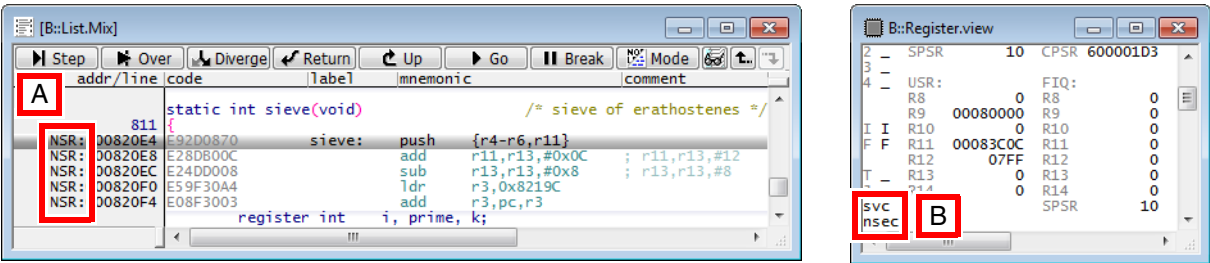 [B::List.Mix]
Step Over Diverge Return Up Go Break Mode
addr/line code label mnemonic comment
A
static int sieve(void) /* sieve of erathostenes */
811 {
NSR: 00820E4 E92D0870 sieve: push {r4-r6,r11}
NSR: 00820E8 E28DB00C add r11,r13,#0x0C ; r11,r13,#12
NSR: 00820EC E24DD008 sub r13,r13,#0x8 ; r13,r13,#8
NSR: 00820F0 E59F30A4 ldr r3,0x8219C
NSR: 00820F4 E08F3003 add r3,pc,r3
register int i, prime, k;
B::Register.view
2 _ SPSR 10 CPSR 600001D3
3 _
4 _ USR: FIQ:
R8 0 R8 0
R9 00080000 R9 0
I I R10 0 R10 0
F F R11 00083C0C R11 0
R12 07FF R12 0
T _ R13 0 R13 0
R14 0 R14 0
svc SPSR 10
nsec
B